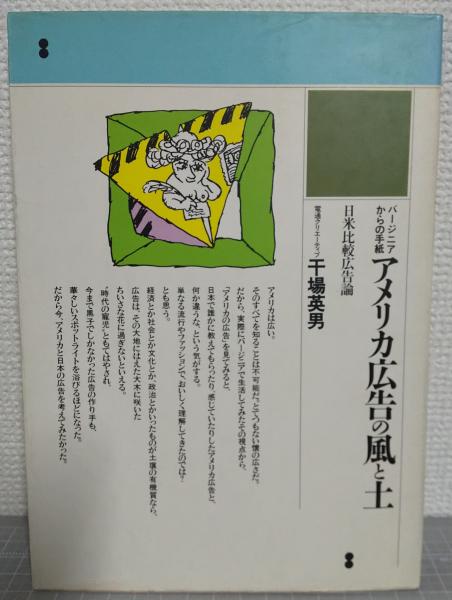 バージニア
からの手紙
アメリカ広告の風と土
日米比較広告論
電通クリエーティブ
干場英男
アメリカは広い。
そのすべてを知ることは不可能だ。とてつもない懐の広さだ。
だから、実際にバージニアで生活してみたその視点から、
「アメリカの広告」を見てみると、
日本で誰かに教えてもらったり、感じていたりしたアメリカ広告と、
何か違うな、という気がする。
単なる流行やファッションで、おいしく理解してきたのでは？
とも思う。
経済とか社会とか文化とか、政治とかいったものが土壌の有機質なら、
広告は、その大地にはえた大木に咲いた
ちいさな花に過ぎないといえる。
“時代の寵児”ともてはやされ、
今まで黒子でしかなかった広告の作り手も、
華々しいスポットライトを浴びるほどになった。
だから今、アメリカと日本の広告を考えてみたかった。